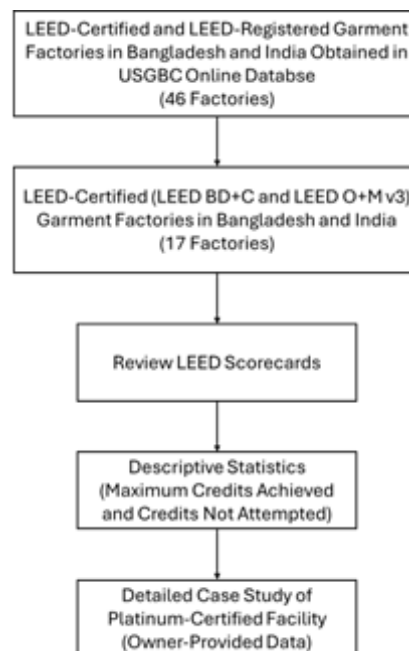 LEED-Certified and LEED-Registered Garment
Factories in Bangladesh and India Obtained in
USGBC Online Databse
(46 Factories)
LEED-Certified (LEED BD+C and LEED O+M v3)
Garment Factories in Bangladesh and India
(17 Factories)
Review LEED Scorecards
Descriptive Statistics
(Maximum Credits Achieved
and Credits Not Attempted)
Detailed Case Study of
Platinum-Certified Facility
(Owner-Provided Data)